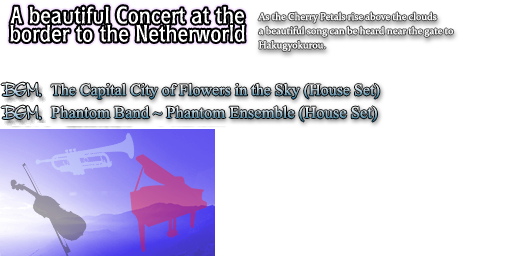 A beautiful Concert at the
border to the Netherworld
As the Cherry Petals rise above the clouds
a beautiful song can be heard near the gate to
Hakugyokurou.
BGM. The Capital City of Flowers in the Sky (House Set)
BGM. Phantom Band ~ Phantom Ensemble (House Set)